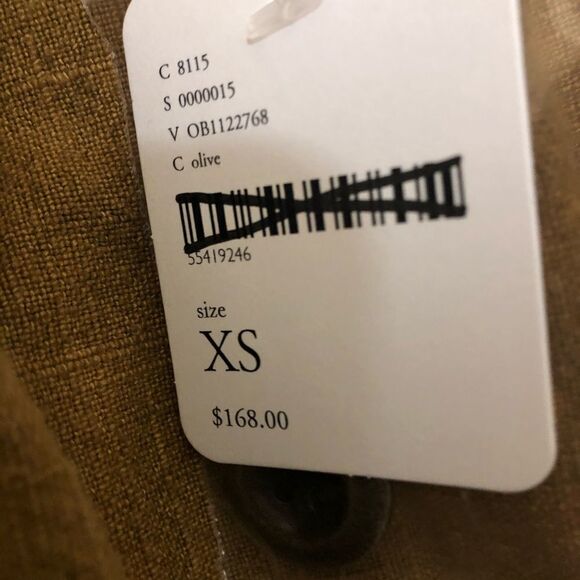 C 8115
S 0000015
V OB1122768
C olive
55419246
size
XS
$168.00